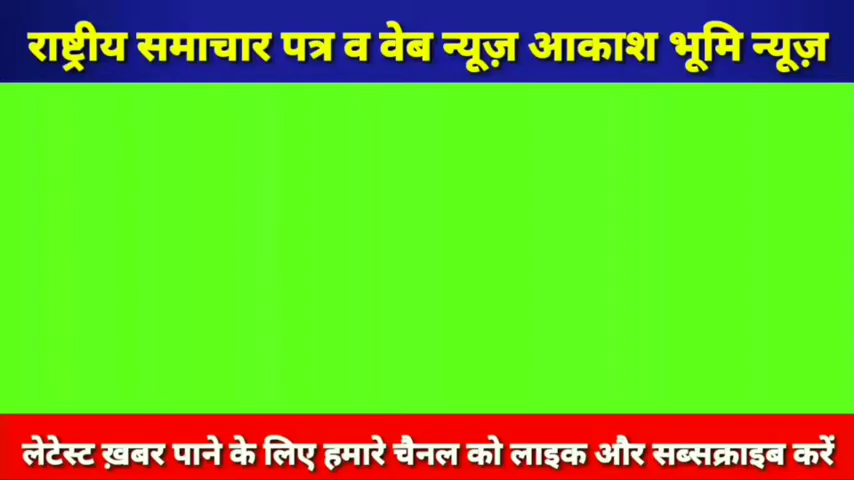 राष्ट्रीय समाचार पत्र व वेब न्यूज़ आकाश भूमि न्यूज़
लेटेस्ट ख़बर पाने के लिए हमारे चैनल को लाइक और सब्सक्राइब करें